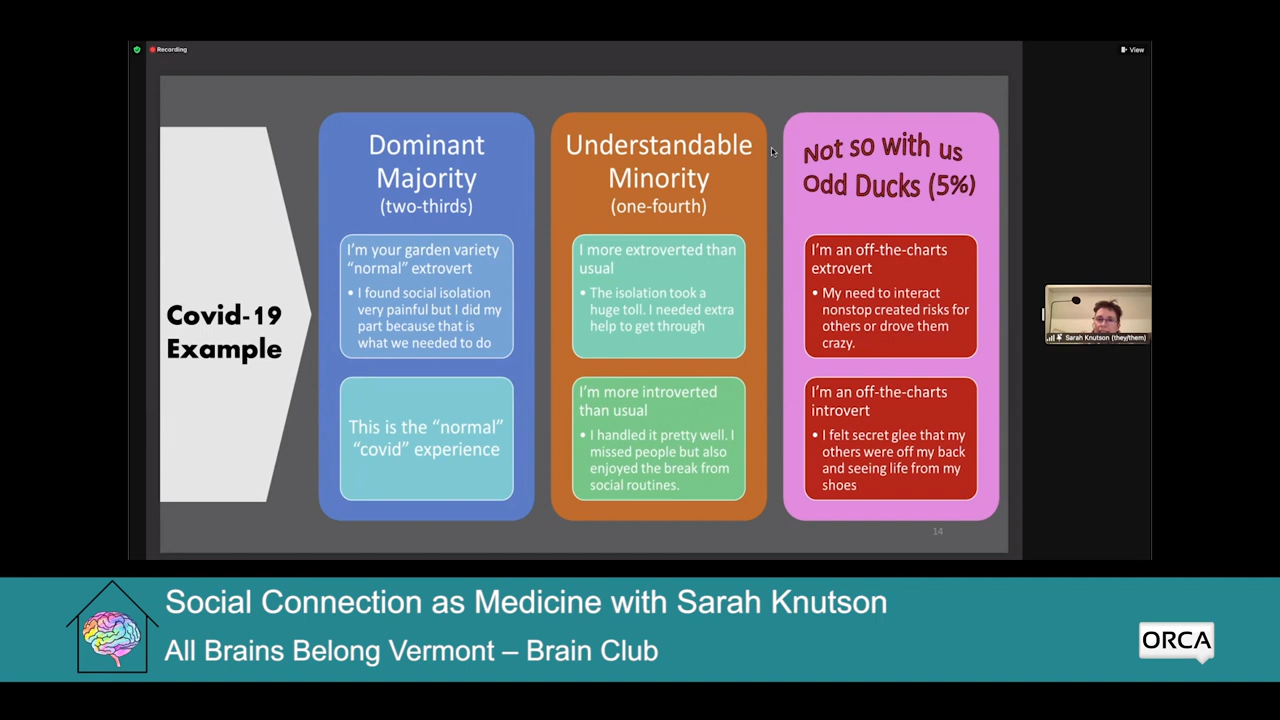 Recording
View
Covid-19
Example
Dominant
Majority
(two-thirds)
I'm your garden variety
"normal" extrovert
• I found social isolation
very painful but I did my
part because that is
what we needed to do
This is the "normal"
"covid" experience
Understandable
Minority
(one-fourth)
I more extroverted than
usual
• The isolation took a
huge toll. I needed extra
help to get through
I'm more introverted
than usual
• I handled it pretty well. I
missed people but also
enjoyed the break from
social routines.
Not so with us
Odd Ducks (5%)
I'm an off-the-charts
extrovert
• My need to interact
nonstop created risks for
others or drove them
crazy.
I'm an off-the-charts
introvert
• I felt secret glee that my
others were off my back
and seeing life from my
shoes
14
Sarah Knutson (they/them)
Social Connection as Medicine with Sarah Knutson
All Brains Belong Vermont – Brain Club
ORCA